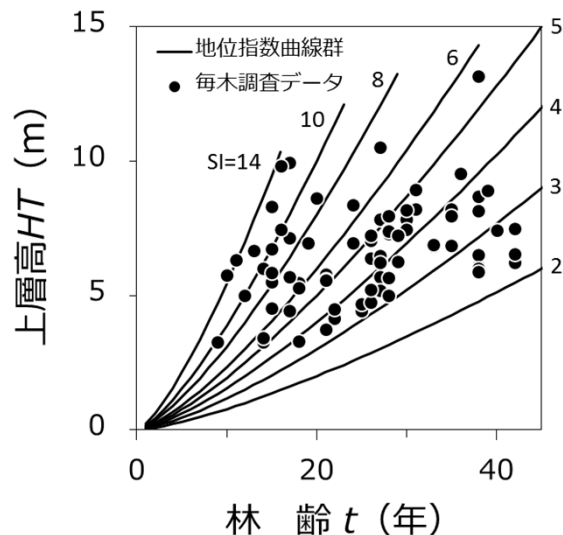 15
10
5
0
上層高HT（m）
地位指数曲線群
毎木調査データ
SI=14
10
8
6
5
4
3
2
0
20
40
林　齢 t（年）